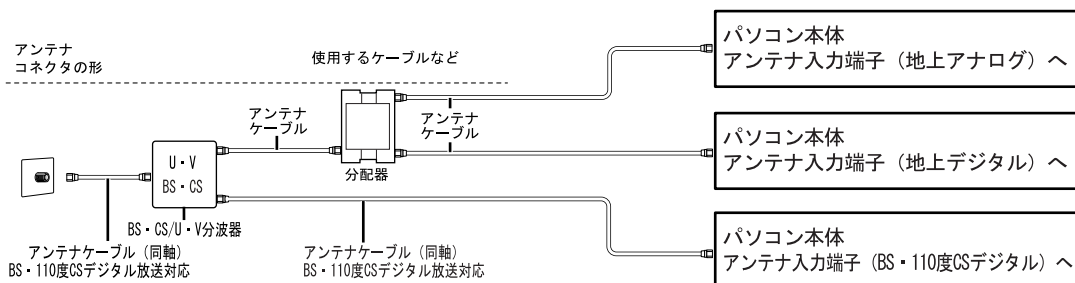 アンテナ
コネクタの形
使用するケーブルなど
パソコン本体
アンテナ入力端子（地上アナログ）へ
アンテナ
ケーブル
アンテナ
ケーブル
パソコン本体
アンテナ入力端子（地上デジタル）へ
U・V
BS・CS
分配器
BS・CS/U・V分波器
アンテナケーブル（同軸）
BS・110度CSデジタル放送対応
アンテナケーブル（同軸）
BS・110度CSデジタル放送対応
パソコン本体
アンテナ入力端子（BS・110度CSデジタル）へ